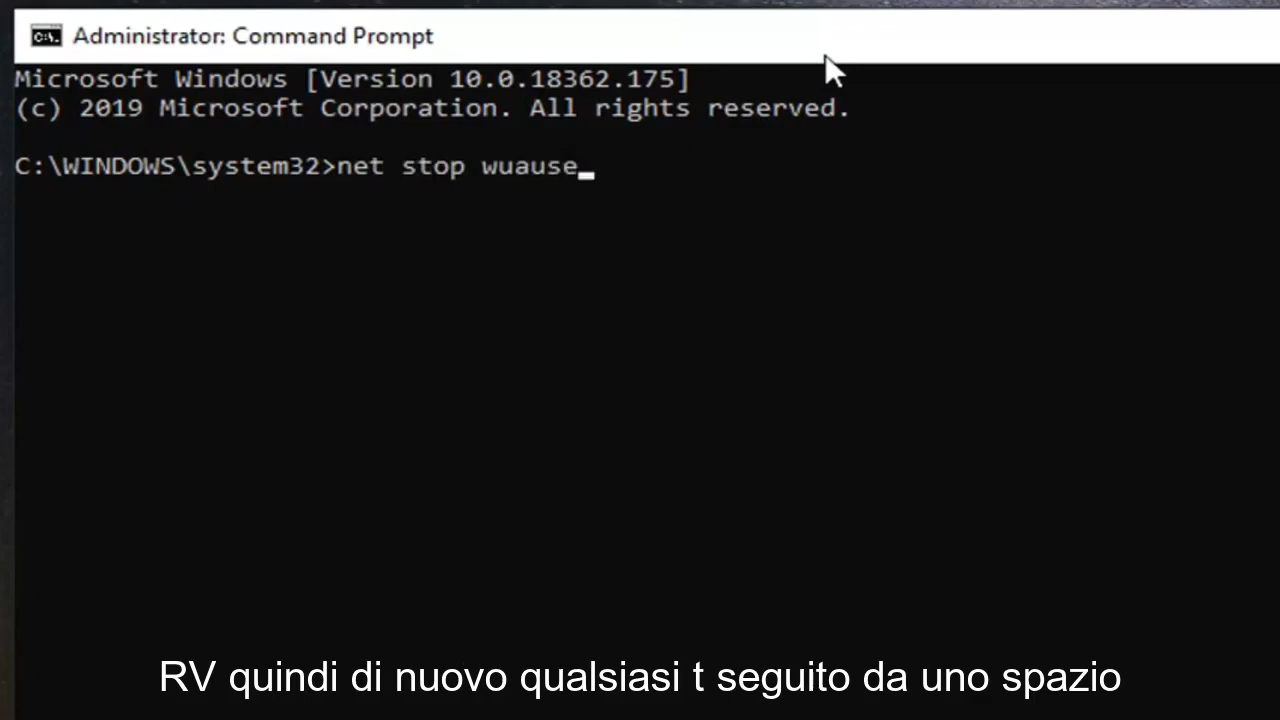 Administrator: Command Prompt
Microsoft Windows [Version 10.0.18362.175]
(c) 2019 Microsoft Corporation. All rights reserved.
C:\WINDOWS\system32>net stop wuause_
RV quindi di nuovo qualsiasi t seguito da uno spazio